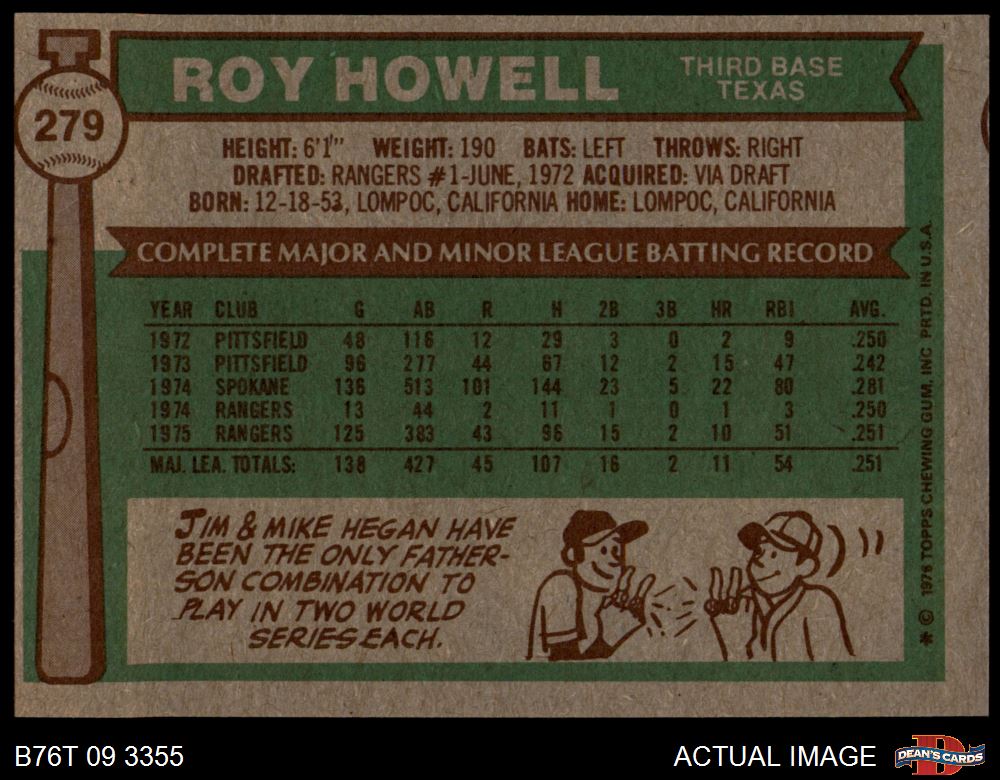 279
ROY HOWELL
THIRD BASE
TEXAS
HEIGHT: 6'1" WEIGHT: 190 BATS: LEFT THROWS: RIGHT
DRAFTED: RANGERS #1-JUNE, 1972 ACQUIRED: VIA DRAFT
BORN: 12-18-53, LOMPOC, CALIFORNIA HOME: LOMPOC, CALIFORNIA
COMPLETE MAJOR AND MINOR LEAGUE BATTING RECORD
YEAR CLUB G AB R H 2B 3B HR RBI AVG.
1972 PITTSFIELD 48 116 12 29 3 0 2 9 .250
1973 PITTSFIELD 96 277 44 67 12 2 15 47 .242
1974 SPOKANE 136 513 101 144 23 5 22 80 .281
1974 RANGERS 13 44 2 11 1 0 1 3 .250
1975 RANGERS 125 383 43 96 15 2 10 51 .251
MAJ. LEA. TOTALS: 138 427 45 107 16 2 11 54 .251
JIM & MIKE HEGAN HAVE
BEEN THE ONLY FATHER-
SON COMBINATION TO
PLAY IN TWO WORLD
SERIES EACH.
* © 1976 TOPPS CHEWING GUM, INC PRTD. IN U.S.A.
B76T 09 3355
ACTUAL IMAGE
DEAN'S CARDS